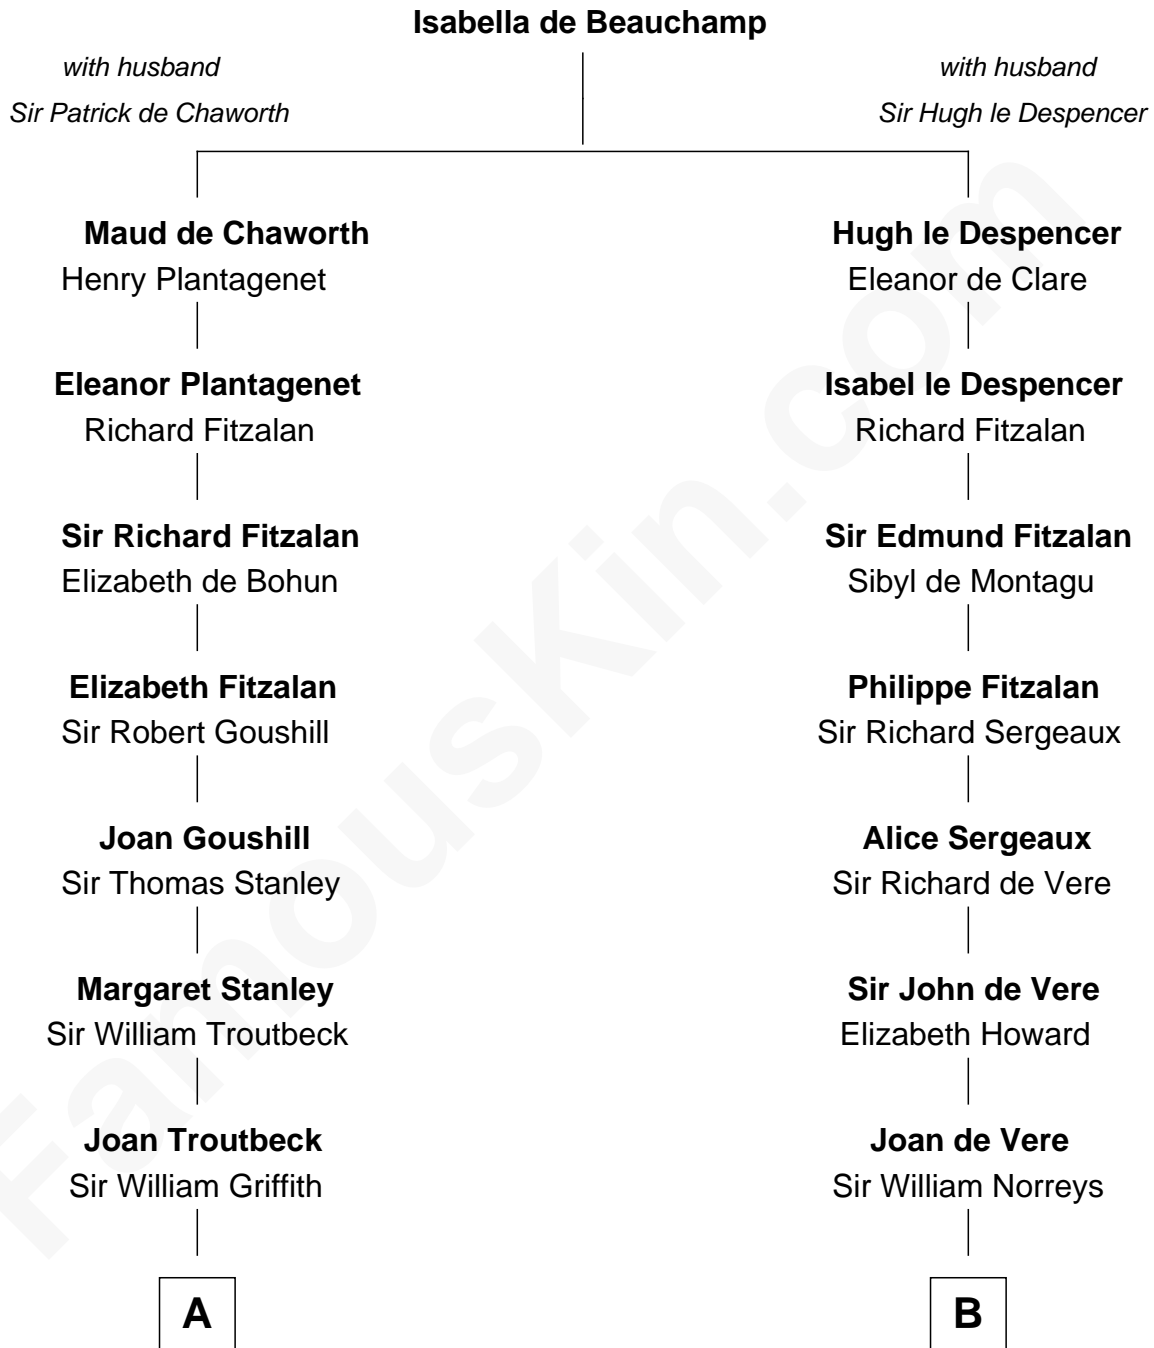 Isabella de Beauchamp
with husband
Sir Patrick de Chaworth
with husband
Sir Hugh le Despencer
Maud de Chaworth
Henry Plantagenet
Hugh le Despencer
Eleanor de Clare
Eleanor Plantagenet
Richard Fitzalan
Isabel le Despencer
Richard Fitzalan
Sir Richard Fitzalan
Elizabeth de Bohun
Sir Edmund Fitzalan
Sibyl de Montagu
Elizabeth Fitzalan
Sir Robert Goushill
Philippe Fitzalan
Sir Richard Sergeaux
Joan Goushill
Sir Thomas Stanley
Alice Sergeaux
Sir Richard de Vere
Margaret Stanley
Sir William Troutbeck
Sir John de Vere
Elizabeth Howard
Joan Troutbeck
Sir William Griffith
Joan de Vere
Sir William Norreys
A
B
FamousKin.com